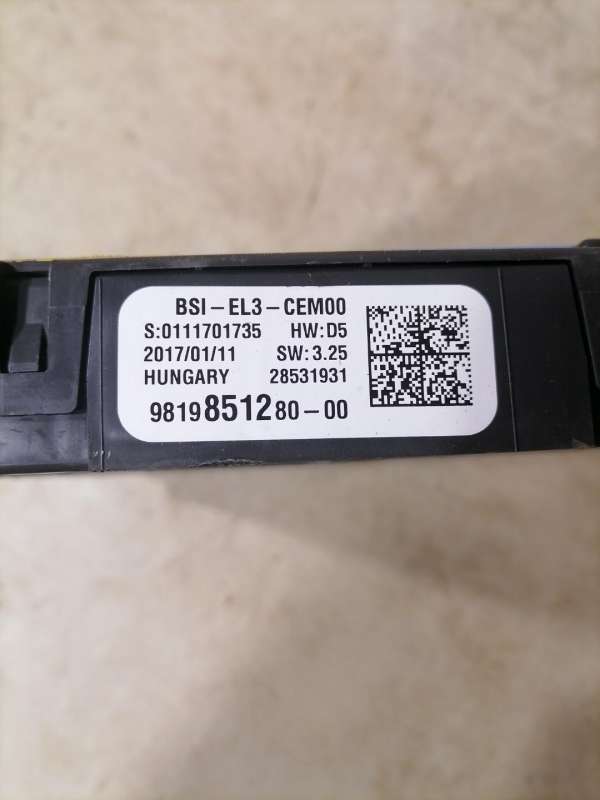 BSI-EL3-CEM00
S:0111701735 HW:D5
2017/01/11 SW:3.25
HUNGARY 28531931
9819851280-00